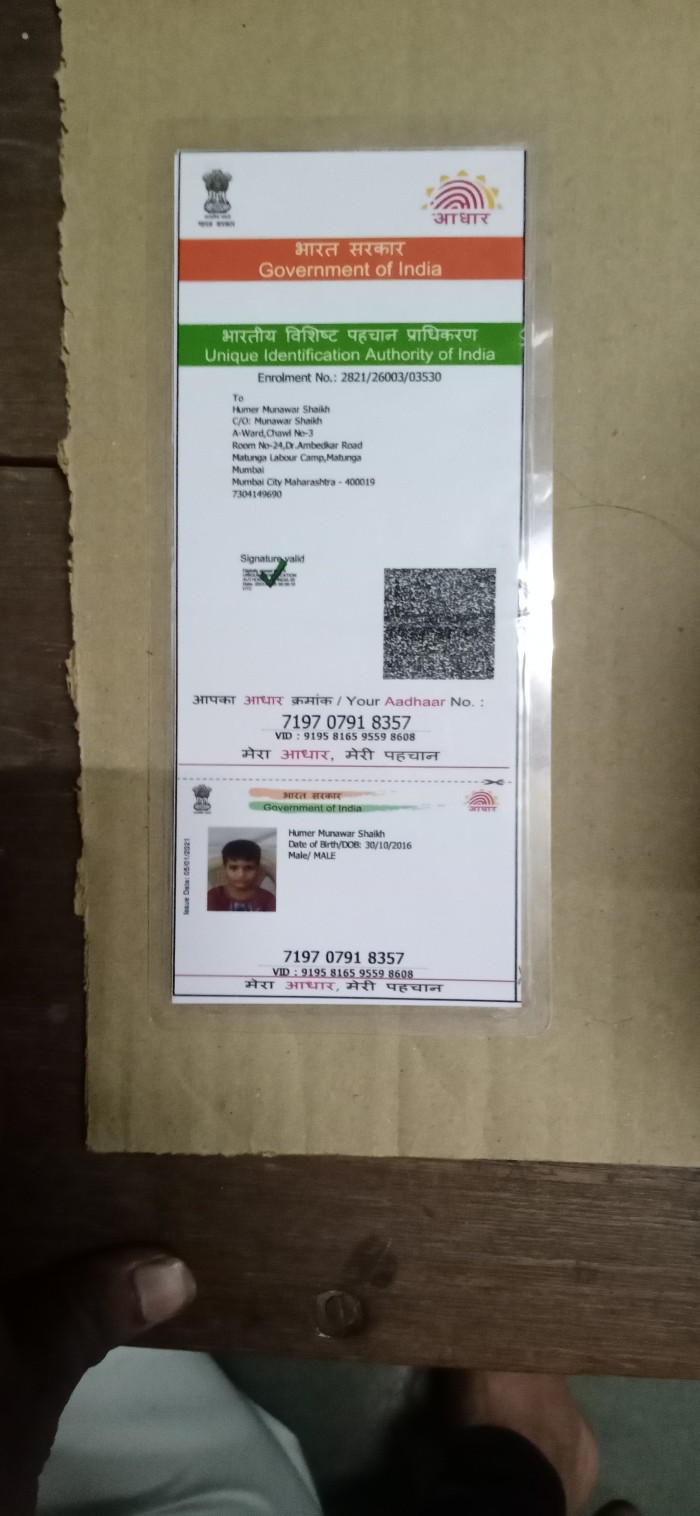 भारत सरकार
आधार
भारत सरकार
Government of India
भारतीय विशिष्ट पहचान प्राधिकरण
Unique Identification Authority of India
Enrolment No.: 2821/26003/03530
To
Humer Munawar Shaikh
C/O: Munawar Shaikh
A-Ward,Chawl No-3
Room No-24,Dr.Ambedkar Road
Matunga Labour Camp,Matunga
Mumbai
Mumbai City Maharashtra - 400019
7304149690
Signature valid
आपका आधार क्रमांक / Your Aadhaar No. :
7197 0791 8357
VID : 9195 8165 9559 8608
मेरा आधार, मेरी पहचान
भारत सरकार
Government of India
आधार
Issue Date: 05/01/2021
Humer Munawar Shaikh
Date of Birth/DOB: 30/10/2016
Male/ MALE
7197 0791 8357
VID : 9195 8165 9559 8608
मेरा आधार, मेरी पहचान